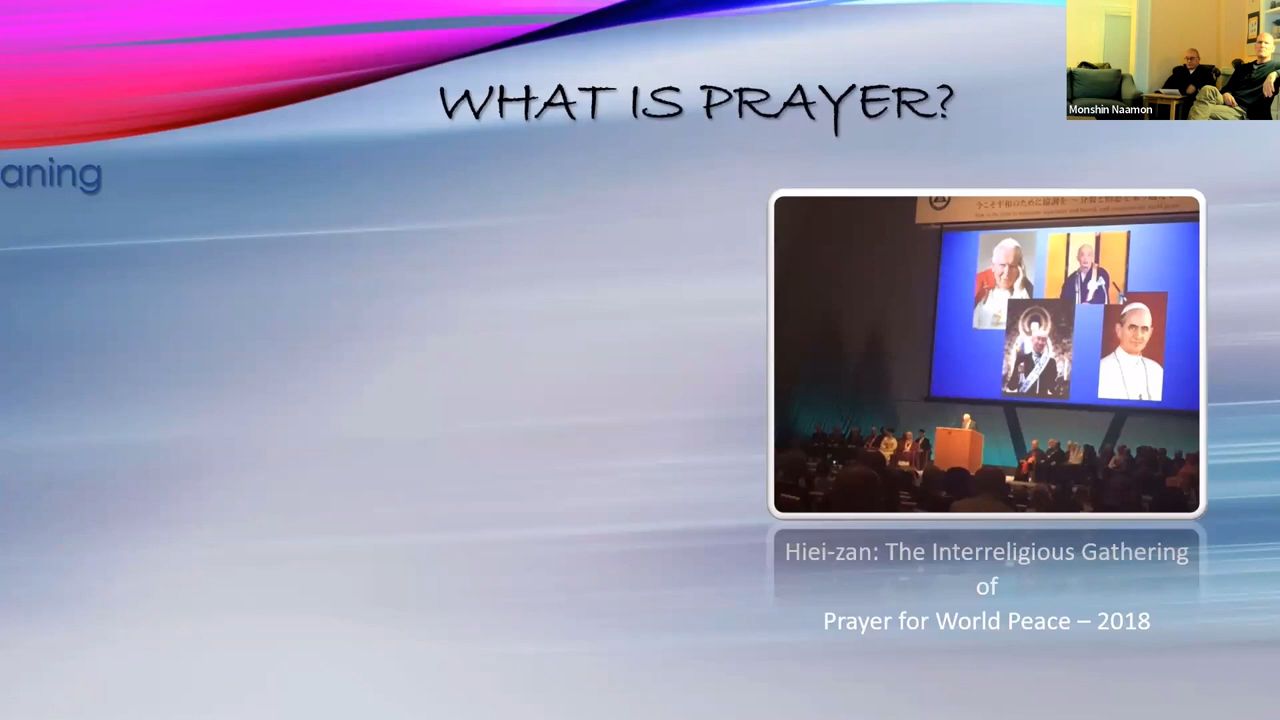 WHAT IS PRAYER?
Monshin Naamon
aning
Hiei-zan: The Interreligious Gathering
of
Prayer for World Peace – 2018